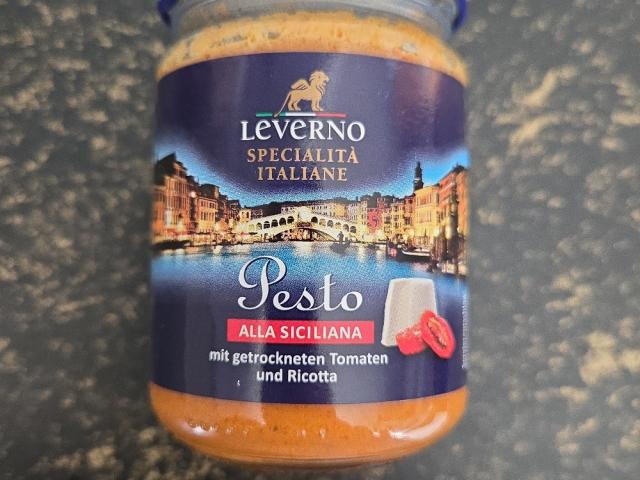 LEVERNO
SPECIALITÀ
ITALIANE
Pesto
ALLA SICILIANA
mit getrockneten Tomaten
und Ricotta